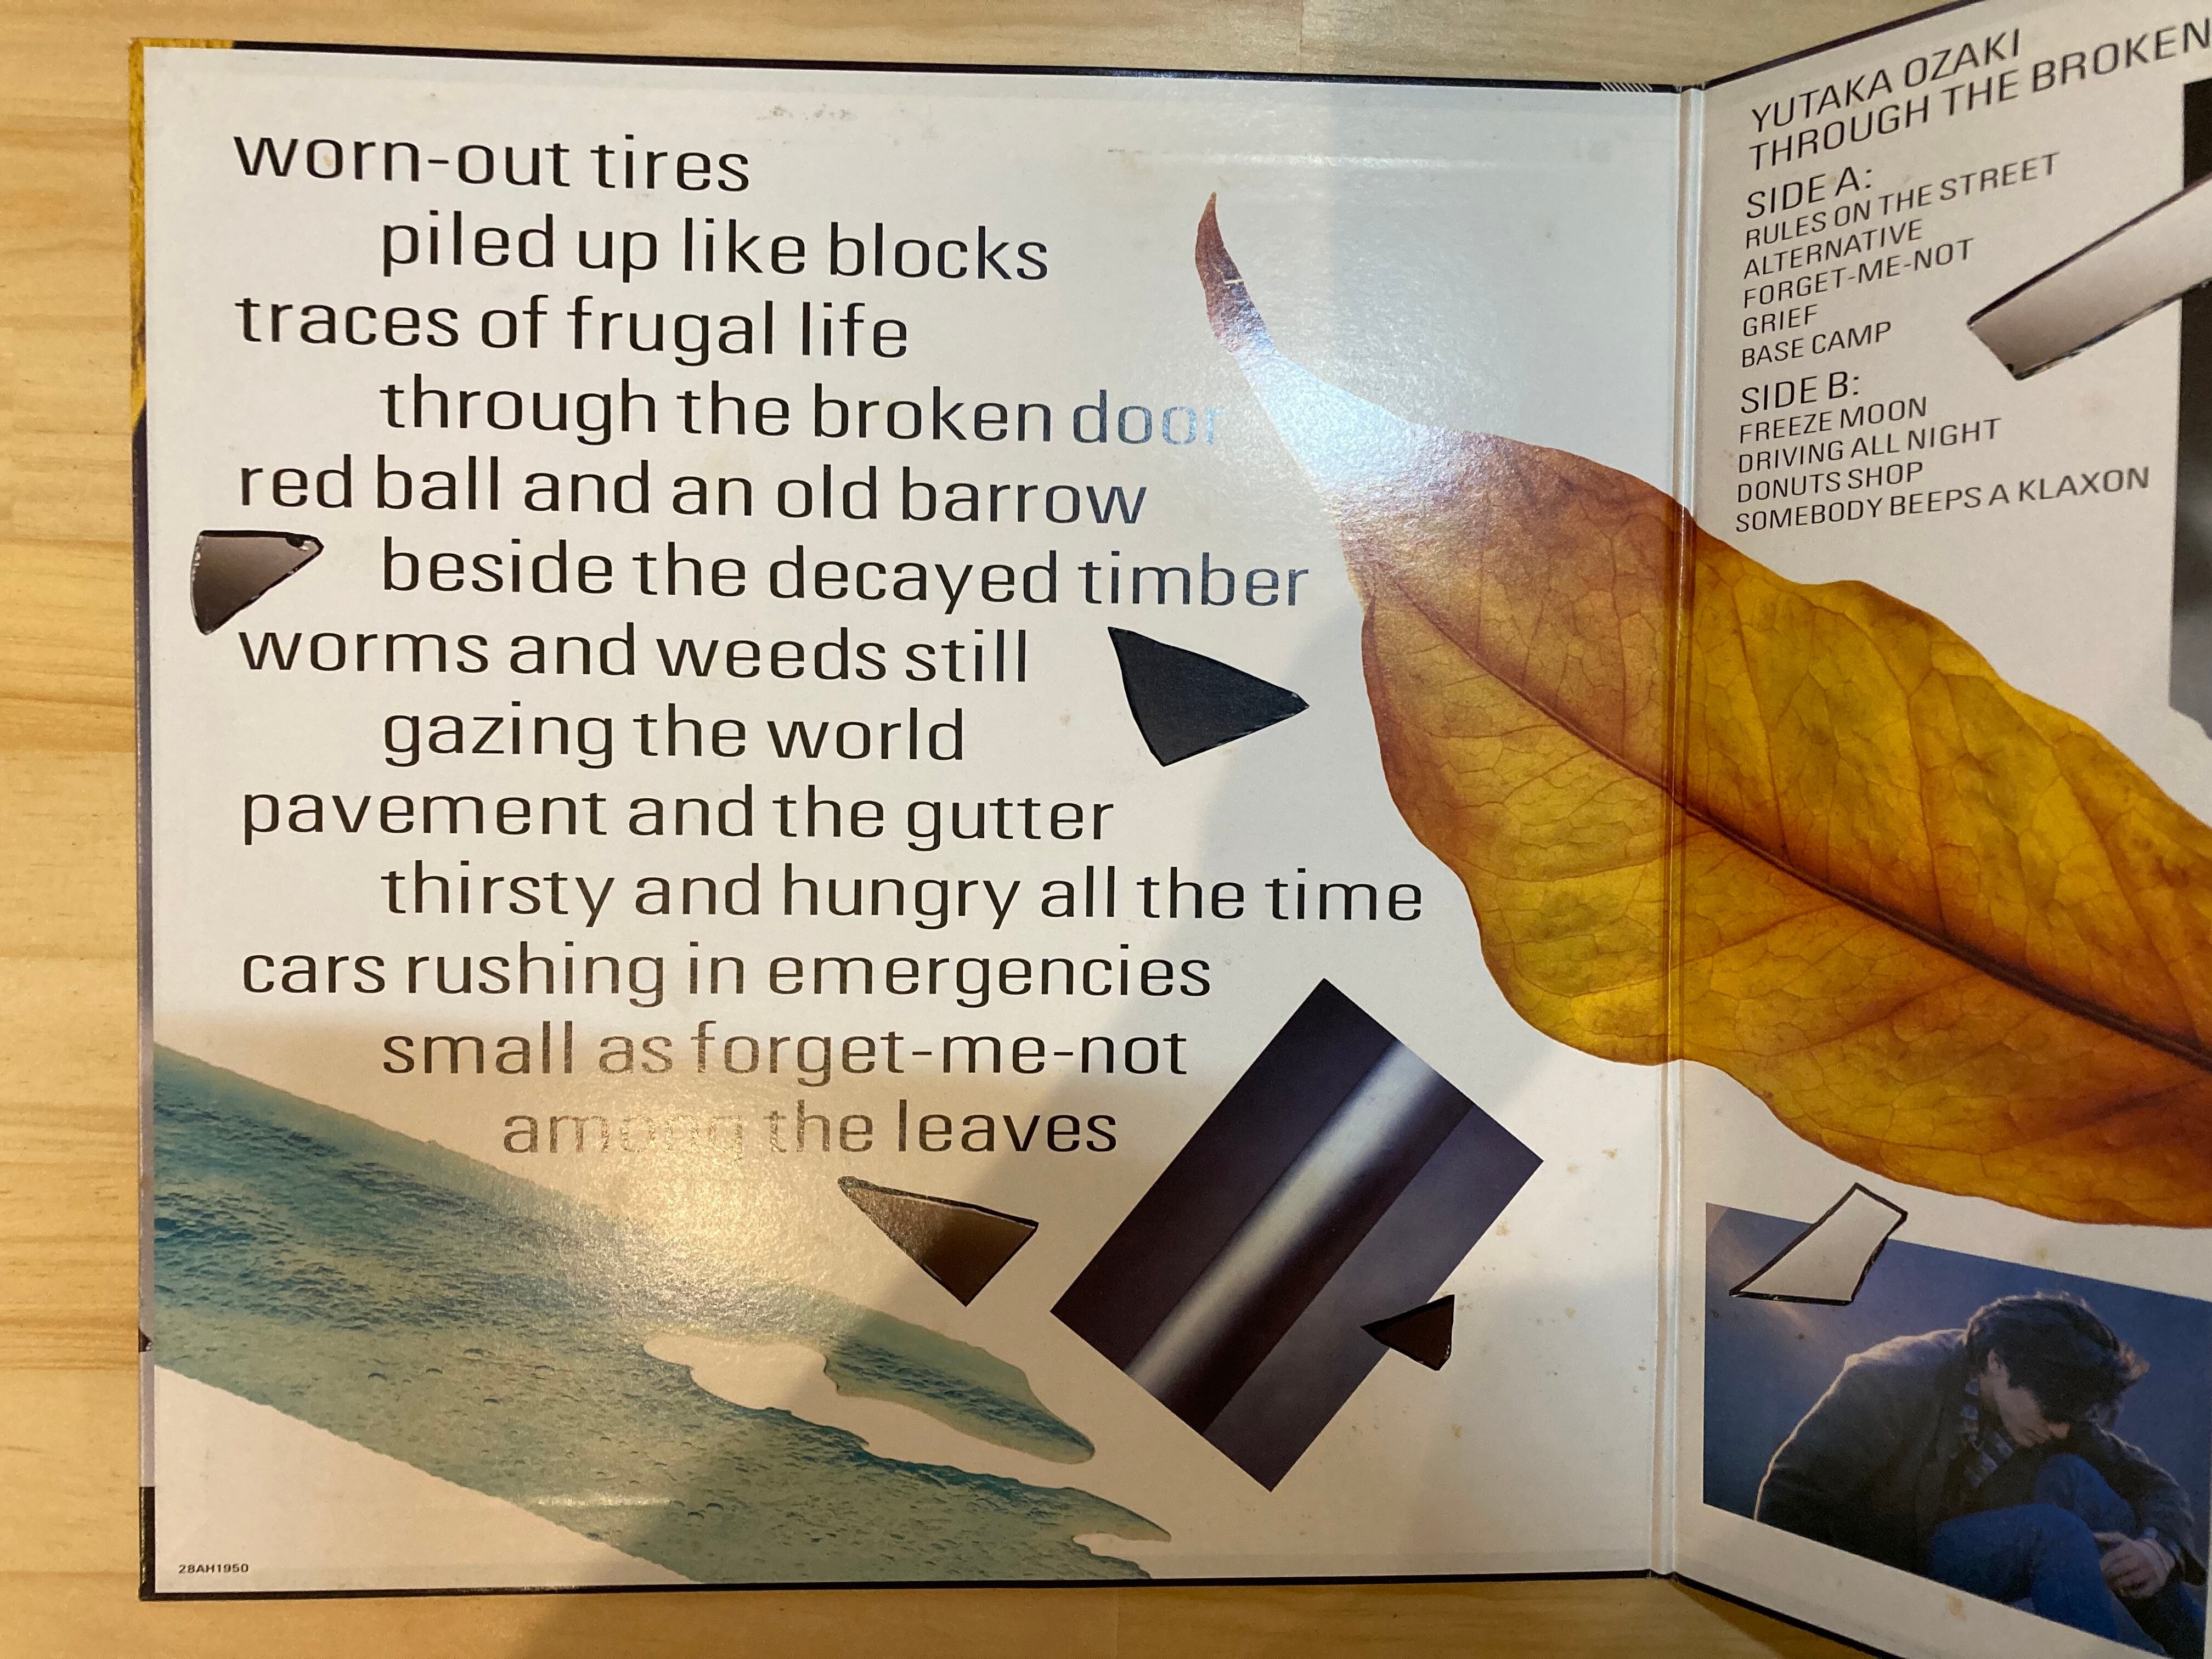 worn-out tires
piled up like blocks
traces of frugal life
through the broken door
red ball and an old barrow
beside the decayed timber
worms and weeds still
gazing the world
pavement and the gutter
thirsty and hungry all the time
cars rushing in emergencies
small as forget-me-not
among the leaves
28AH1950
YUTAKA OZAKI
THROUGH THE BROKEN
SIDE A:
RULES ON THE STREET
ALTERNATIVE
FORGET-ME-NOT
GRIEF
BASE CAMP
SIDE B:
FREEZE MOON
DRIVING ALL NIGHT
DONUTS SHOP
SOMEBODY BEEPS A KLAXON